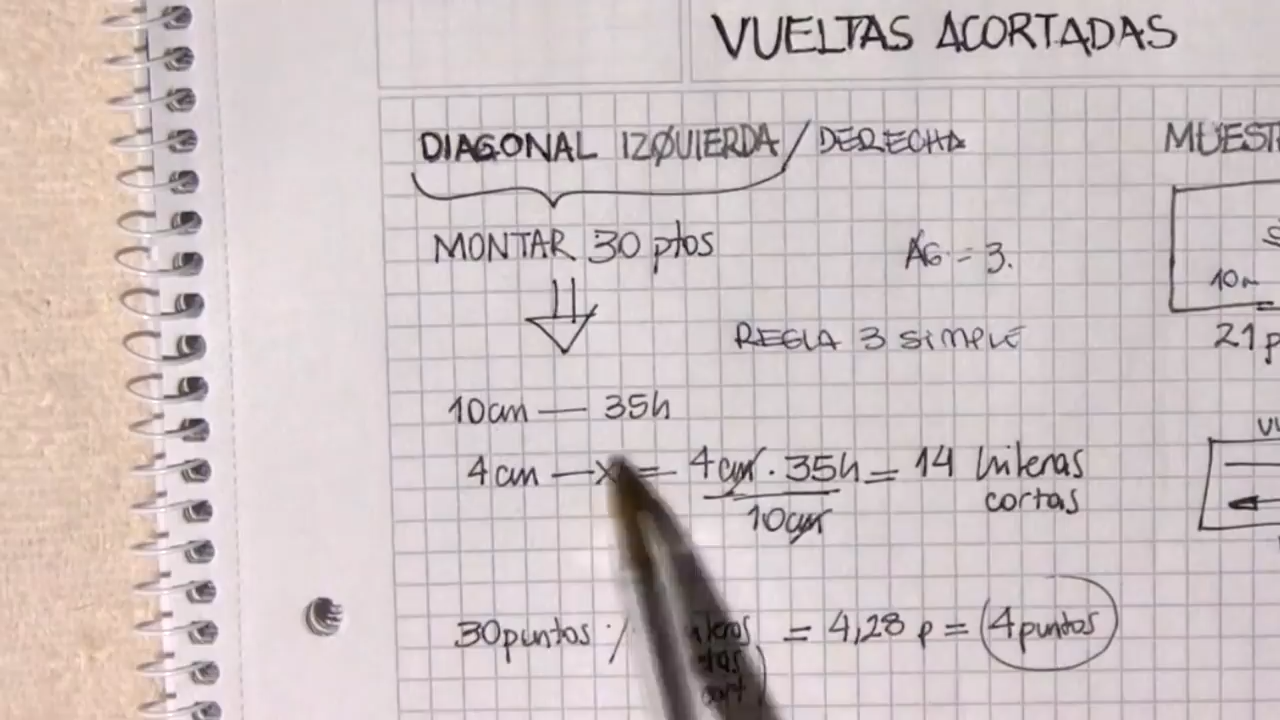 VUELTAS ACORTADAS
DIAGONAL IZQUIERDA / DERECHA
MONTAR 30 ptos
AG = 3.
REGLA 3 SIMPLE
10cm — 35h
4cm — x = 4cm · 35h = 14 hileras
10cm
cortas
30puntos / = 4,28 p = 4puntos
MUEST
10
21 p